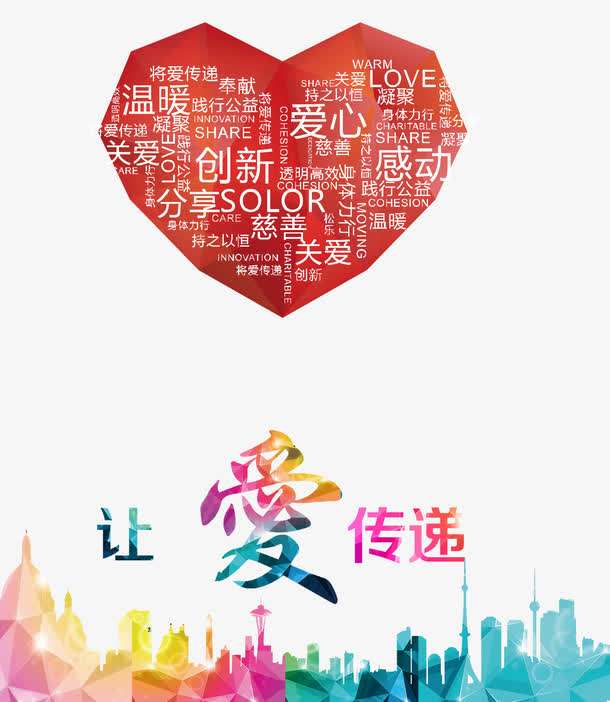 WARM
将爱传递
奉献
SHARE
关爱
LOVE
温暖
践行公益
持之以恒
凝聚
将爱传递
将爱传递
INNOVATION
COHESION
爱心
身体力行
CHARITABLE
SHARE
将爱传递
凝聚
SHARE
慈善
凝聚
关爱
LOVE
践行公益
创新
透明高效
COHESION
持之以恒
感动
身体力行
分享
SOLOR
身体力行
践行公益
COHESION
CARE
身体力行
慈善
松乐
MOVING
温暖
持之以恒
关爱
INNOVATION
CHARITABLE
将爱传递
创新
让愛传递